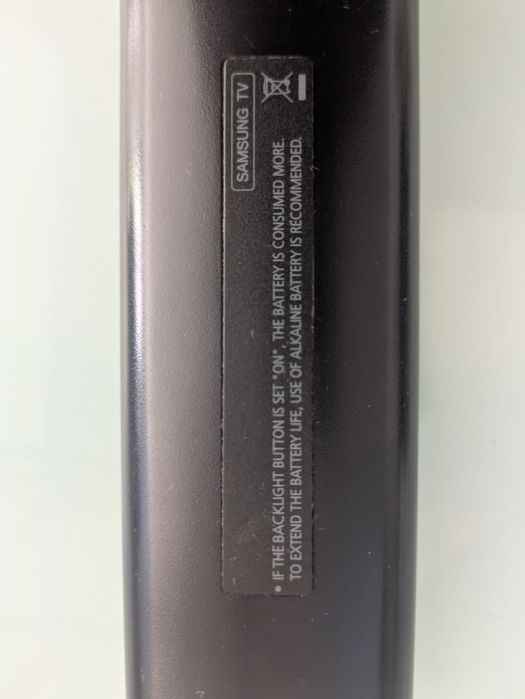 SAMSUNG TV
• IF THE BACKLIGHT BUTTON IS SET "ON", THE BATTERY IS CONSUMED MORE.
TO EXTEND THE BATTERY LIFE, USE OF ALKALINE BATTERY IS RECOMMENDED.